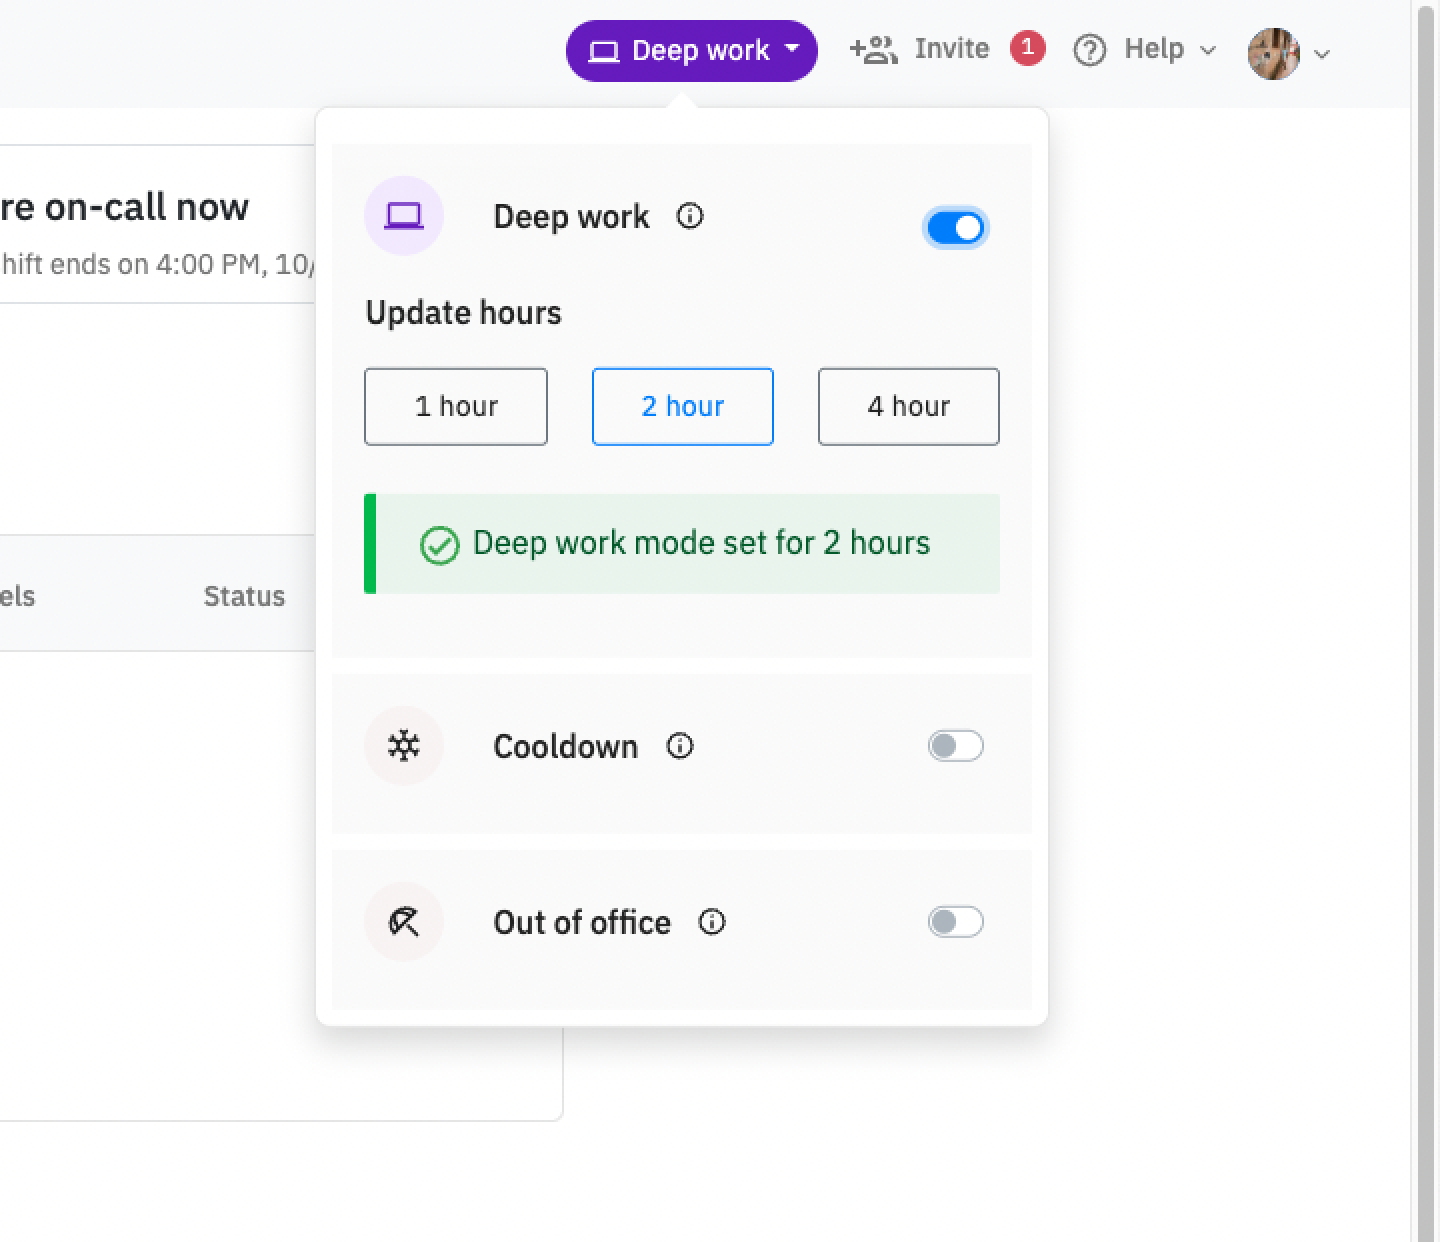 Deep work
Invite 1
Help
re on-call now
hift ends on 4:00 PM, 10/
els Status
Deep work
Update hours
1 hour 2 hour 4 hour
Deep work mode set for 2 hours
Cooldown
Out of office